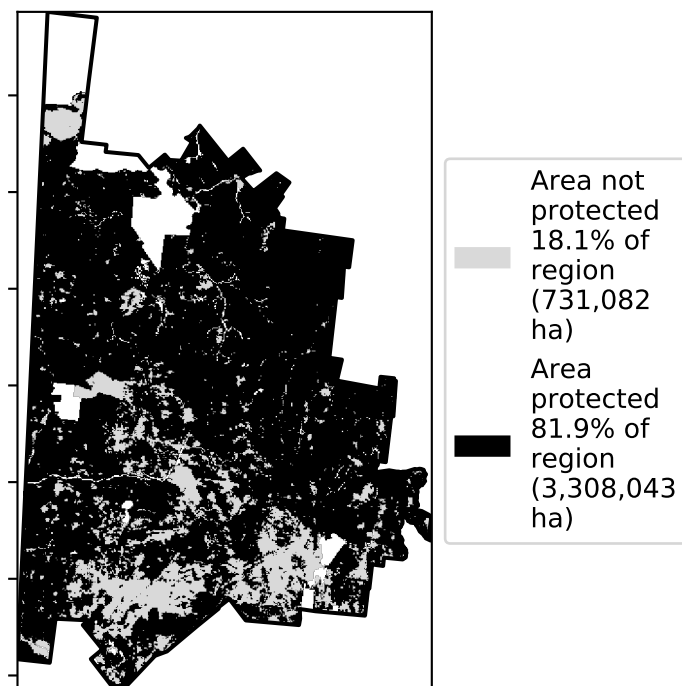 Area not
protected
18.1% of
region
(731,082
ha)
Area
protected
81.9% of
region
(3,308,043
ha)